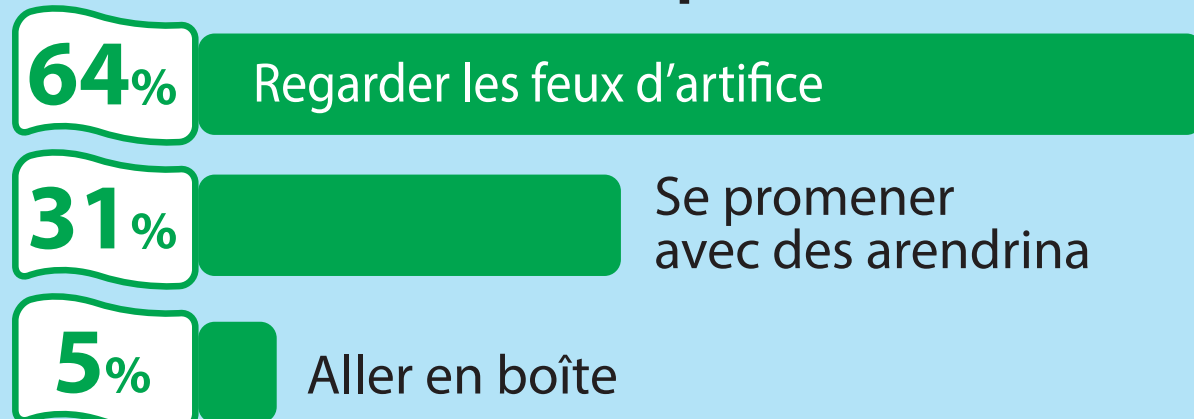 64% Regarder les feux d'artifice
31% Se promener
avec des arendrina
5% Aller en boîte